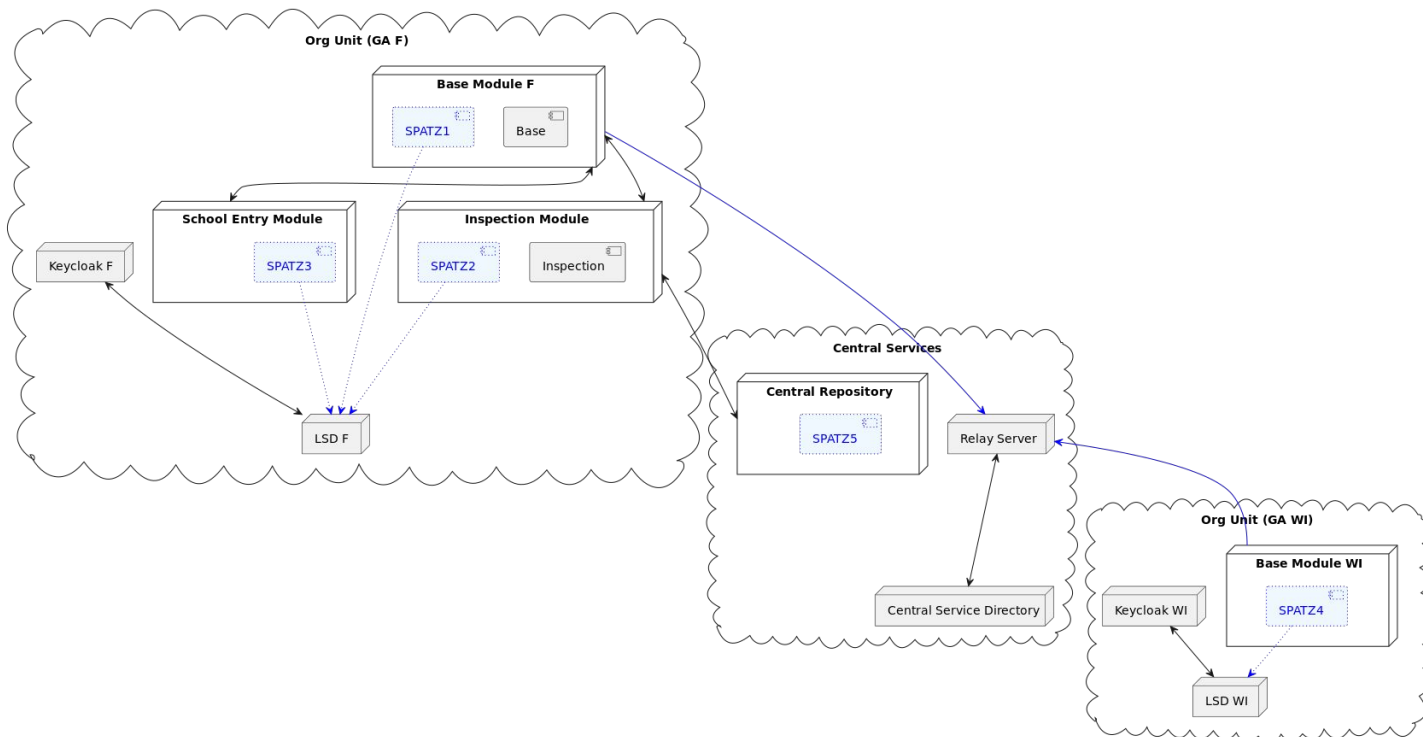 Org Unit (GA F)
Base Module F
SPATZ1
Base
School Entry Module
SPATZ3
Inspection Module
SPATZ2
Inspection
Keycloak F
LSD F
Central Services
Central Repository
SPATZ5
Relay Server
Central Service Directory
Org Unit (GA WI)
Base Module WI
SPATZ4
Keycloak WI
LSD WI